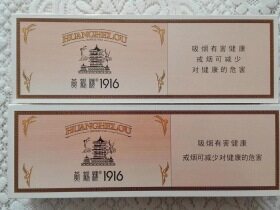 HUANGHELOU
黄鹤楼 1916
吸烟有害健康
戒烟可减少
对健康的危害
HUANGHELOU
黄鹤楼 1916
吸烟有害健康
戒烟可减少对健康的危害